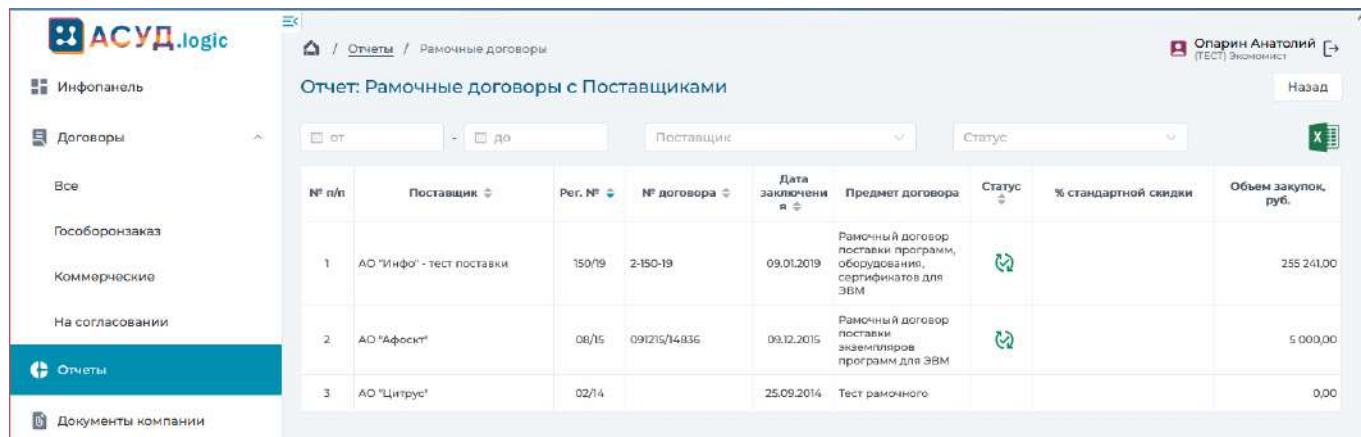 АСУД.logic
Инфопанель
Договоры
Все
Гособоронзаказ
Коммерческие
На согласовании
Отчеты
Документы компании
/ Отчеты / Рамочные договоры
Опарин Анатолий
(ТЕСТ) Экономист
Отчет: Рамочные договоры с Поставщиками
Назад
от - до Поставщик Статус
№ п/п Поставщик Рег. № № договора Дата заключения Предмет договора Статус % стандартной скидки Объем закупок, руб.
1 АО "Инфо" - тест поставки 150/19 2-150-19 09.01.2019
Рамочный договор
поставки программ,
оборудования,
сертификатов для
ЭВМ
255 241,00
2 АО "Афоскт" 08/15 091215/14836 09.12.2015
Рамочный договор
поставки
экземпляров
программ для ЭВМ
5 000,00
3 АО "Цитрус" 02/14 25.09.2014 Тест рамочного 0,00